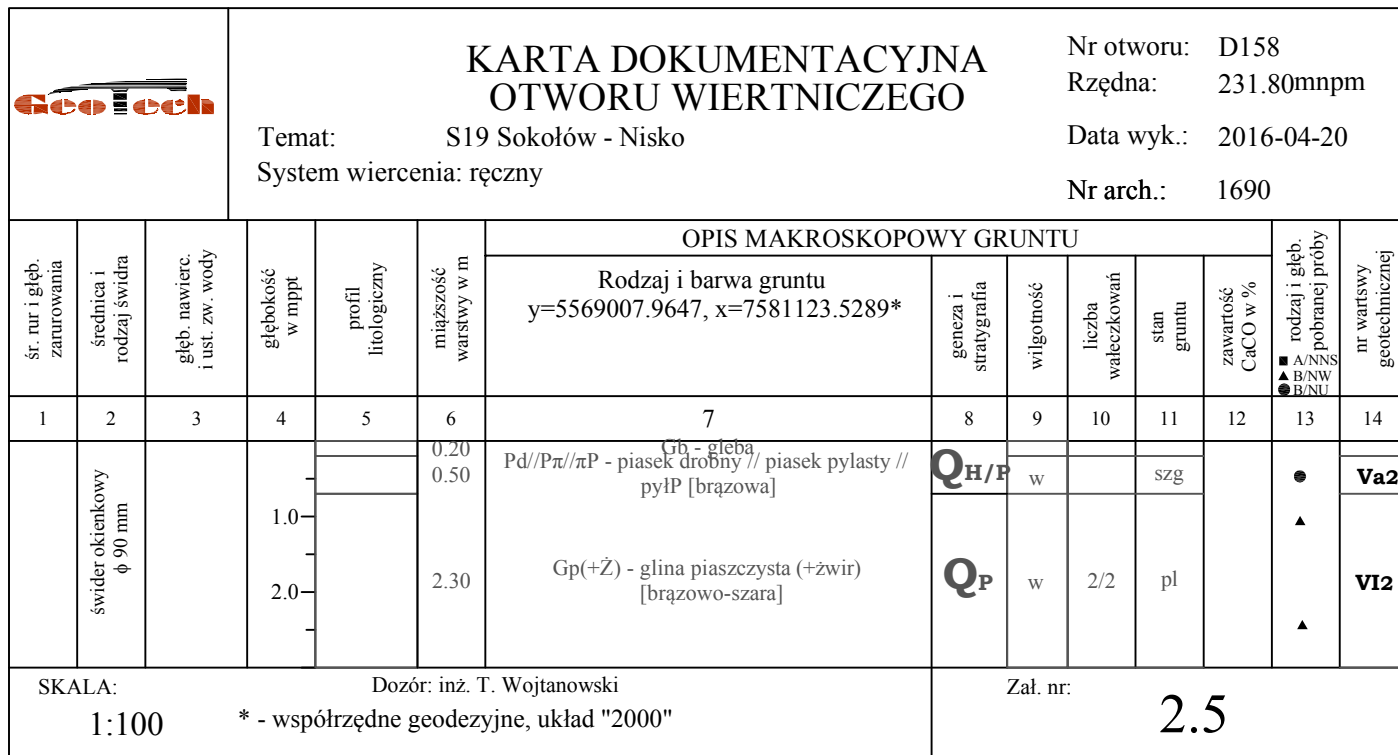 GeoTech
KARTA DOKUMENTACYJNA
OTWORU WIERTNICZEGO
Temat: S19 Sokołów - Nisko
System wiercenia: ręczny
Nr otworu: D158
Rzędna: 231.80mnpm
Data wyk.: 2016-04-20
Nr arch.: 1690
śr. rur i głęb.
zarurowania
średnica i
rodzaj świdra
głęb. nawierc.
i ust. zw. wody
głębokość
w mppt
profil
litologiczny
miąższość
warstwy w m
OPIS MAKROSKOPOWY GRUNTU
Rodzaj i barwa gruntu
y=5569007.9647, x=7581123.5289*
geneza i
stratygrafia
wilgotność
liczba
wałeczkowań
stan
gruntu
zawartość
CaCO w %
rodzaj i głęb.
pobranej próby
■ A/NNS
▲ B/NW
● B/NU
nr wartswy
geotechnicznej
1 2 3 4 5 6 7 8 9 10 11 12 13 14
świder okienkowy
ϕ 90 mm
1.0
2.0
0.20 Gb - gleba
0.50 Pd//Pπ//πP - piasek drobny // piasek pylasty //
pyłP [brązowa]
QH/P w szg Va2
2.30 Gp(+Ż) - glina piaszczysta (+żwir)
[brązowo-szara]
QP w 2/2 pl VI2
SKALA:
1:100
Dozór: inż. T. Wojtanowski
* - współrzędne geodezyjne, układ "2000"
Zał. nr:
2.5